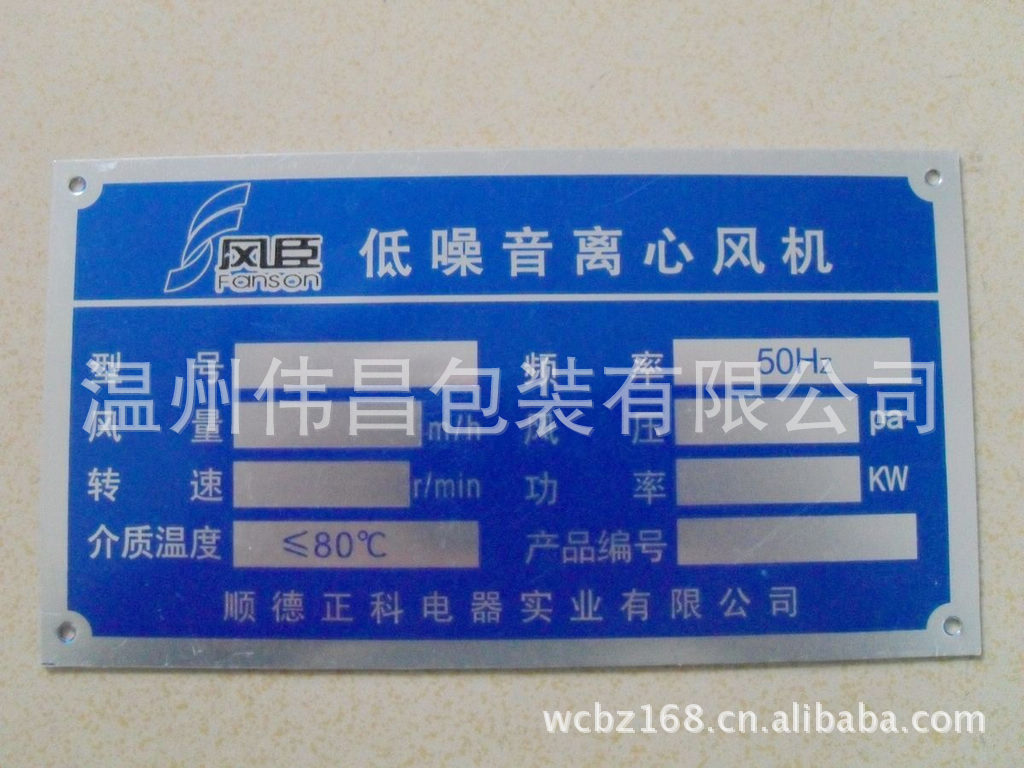 风臣
Fanson
低噪音离心风机
型号 频率 50Hz
温州伟昌包装有限公司
风量 m/h 风压 pa
转速 r/min 功率 KW
介质温度 ≤80℃ 产品编号
顺德正科电器实业有限公司
wcbz168.cn.alibaba.com